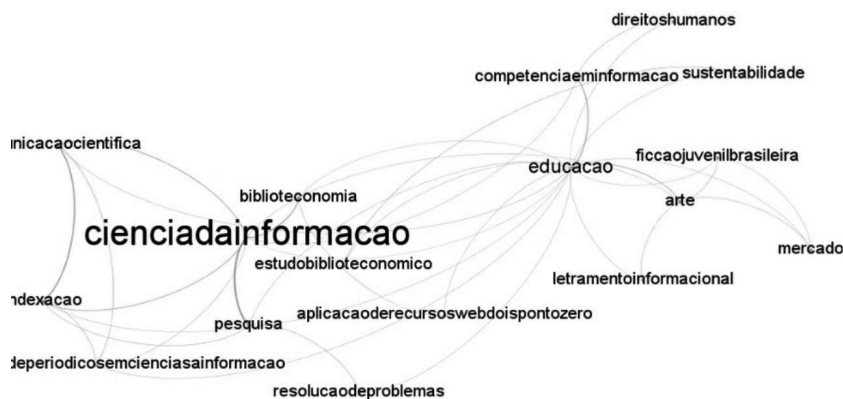 direitoshumanos
competenciaeminformacao
sustentabilidade
nicacaocientifica
educacao
ficcaojuvenilbrasileira
biblioteconomia
arte
cienciadainformacao
mercado
estudobiblioteconomico
letramentoinformacional
ndexacao
pesquisa
aplicacaoderecursoswebdoispontozero
deperiodicosemcienciasainformacao
resolucaodeproblemas